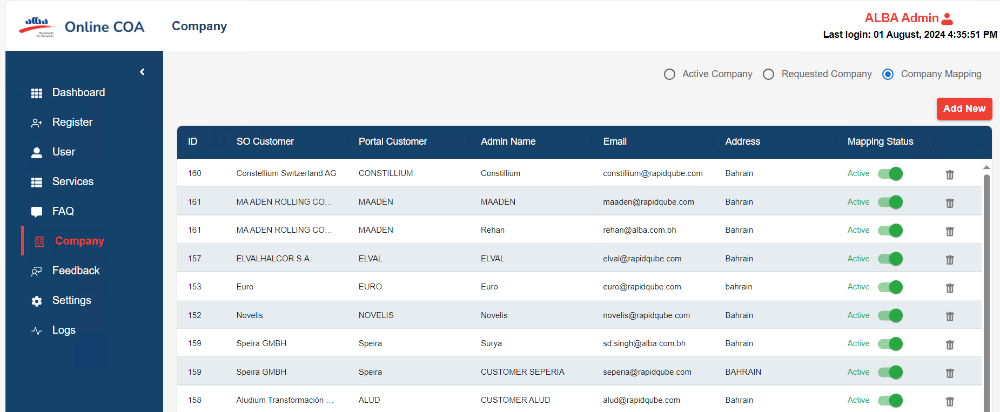 alba
Aluminium
for the world
Online COA
Company
ALBA Admin
Last login: 01 August, 2024 4:35:51 PM
Dashboard
Register
User
Services
FAQ
Company
Feedback
Settings
Logs
Active Company Requested Company Company Mapping
Add New
ID SO Customer Portal Customer Admin Name Email Address Mapping Status
160 Constellium Switzerland AG CONSTILLIUM Constillium constillium@rapidqube.com Bahrain Active
161 MA ADEN ROLLING CO... MAADEN MAADEN maaden@rapidqube.com Bahrain Active
161 MA ADEN ROLLING CO... MAADEN Rehan rehan@alba.com.bh Bahrain Active
157 ELVALHALCOR S.A. ELVAL ELVAL elval@rapidqube.com Bahrain Active
153 Euro EURO Euro euro@rapidqube.com bahrain Active
152 Novelis NOVELIS Novelis novelis@rapidqube.com Bahrain Active
159 Speira GMBH Speira Surya sd.singh@alba.com.bh Bahrain Active
159 Speira GMBH Speira CUSTOMER SEPERIA seperia@rapidqube.com BAHRAIN Active
158 Aludium Transformación ... ALUD CUSTOMER ALUD alud@rapidqube.com Bahrain Active